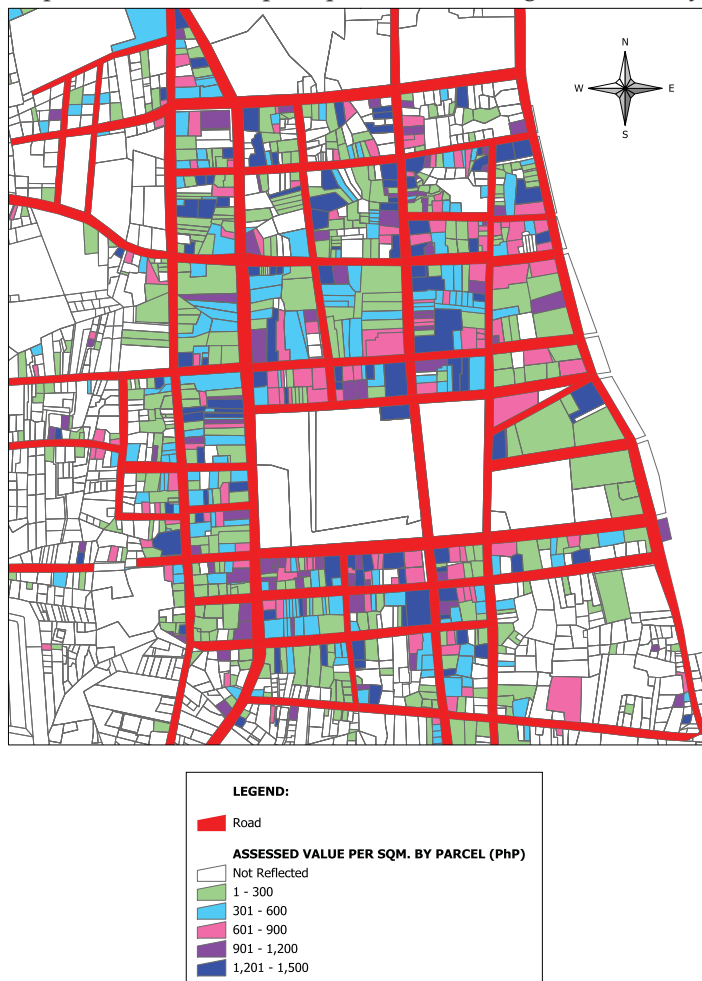 N
W E
S
LEGEND:
Road
ASSESSED VALUE PER SQM. BY PARCEL (PhP)
Not Reflected
1 - 300
301 - 600
601 - 900
901 - 1,200
1,201 - 1,500